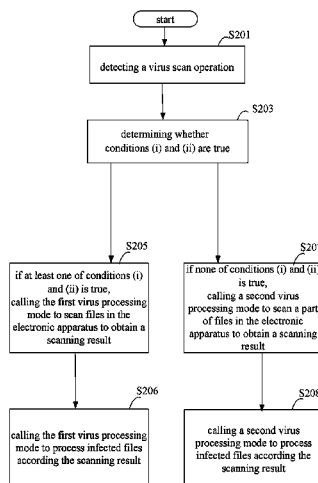 start
S201
detecting a virus scan operation
S203
determining whether
conditions (i) and (ii) are true
S205
if at least one of conditions (i)
and (ii) is true,
calling the first virus processing
mode to scan files in the
electronic apparatus to obtain a
scanning result
S20
if none of conditions (i) and (ii)
is true,
calling a second virus
processing mode to scan a part
of files in the electronic
apparatus to obtain a scanning
result
S206
calling the first virus processing
mode to process infected files
according the scanning result
S208
calling a second virus
processing mode to process
infected files according the
scanning result